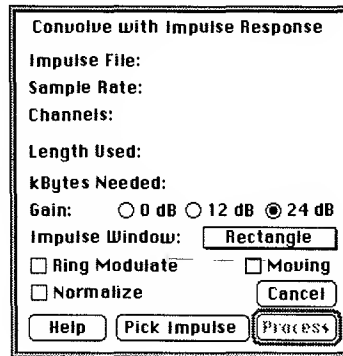 Convolve with Impulse Response
Impulse File:
Sample Rate:
Channels:
Length Used:
kBytes Needed:
Gain: 0 dB 12 dB 24 dB
Impulse Window: Rectangle
Ring Modulate Moving
Normalize Cancel
Help Pick Impulse Process